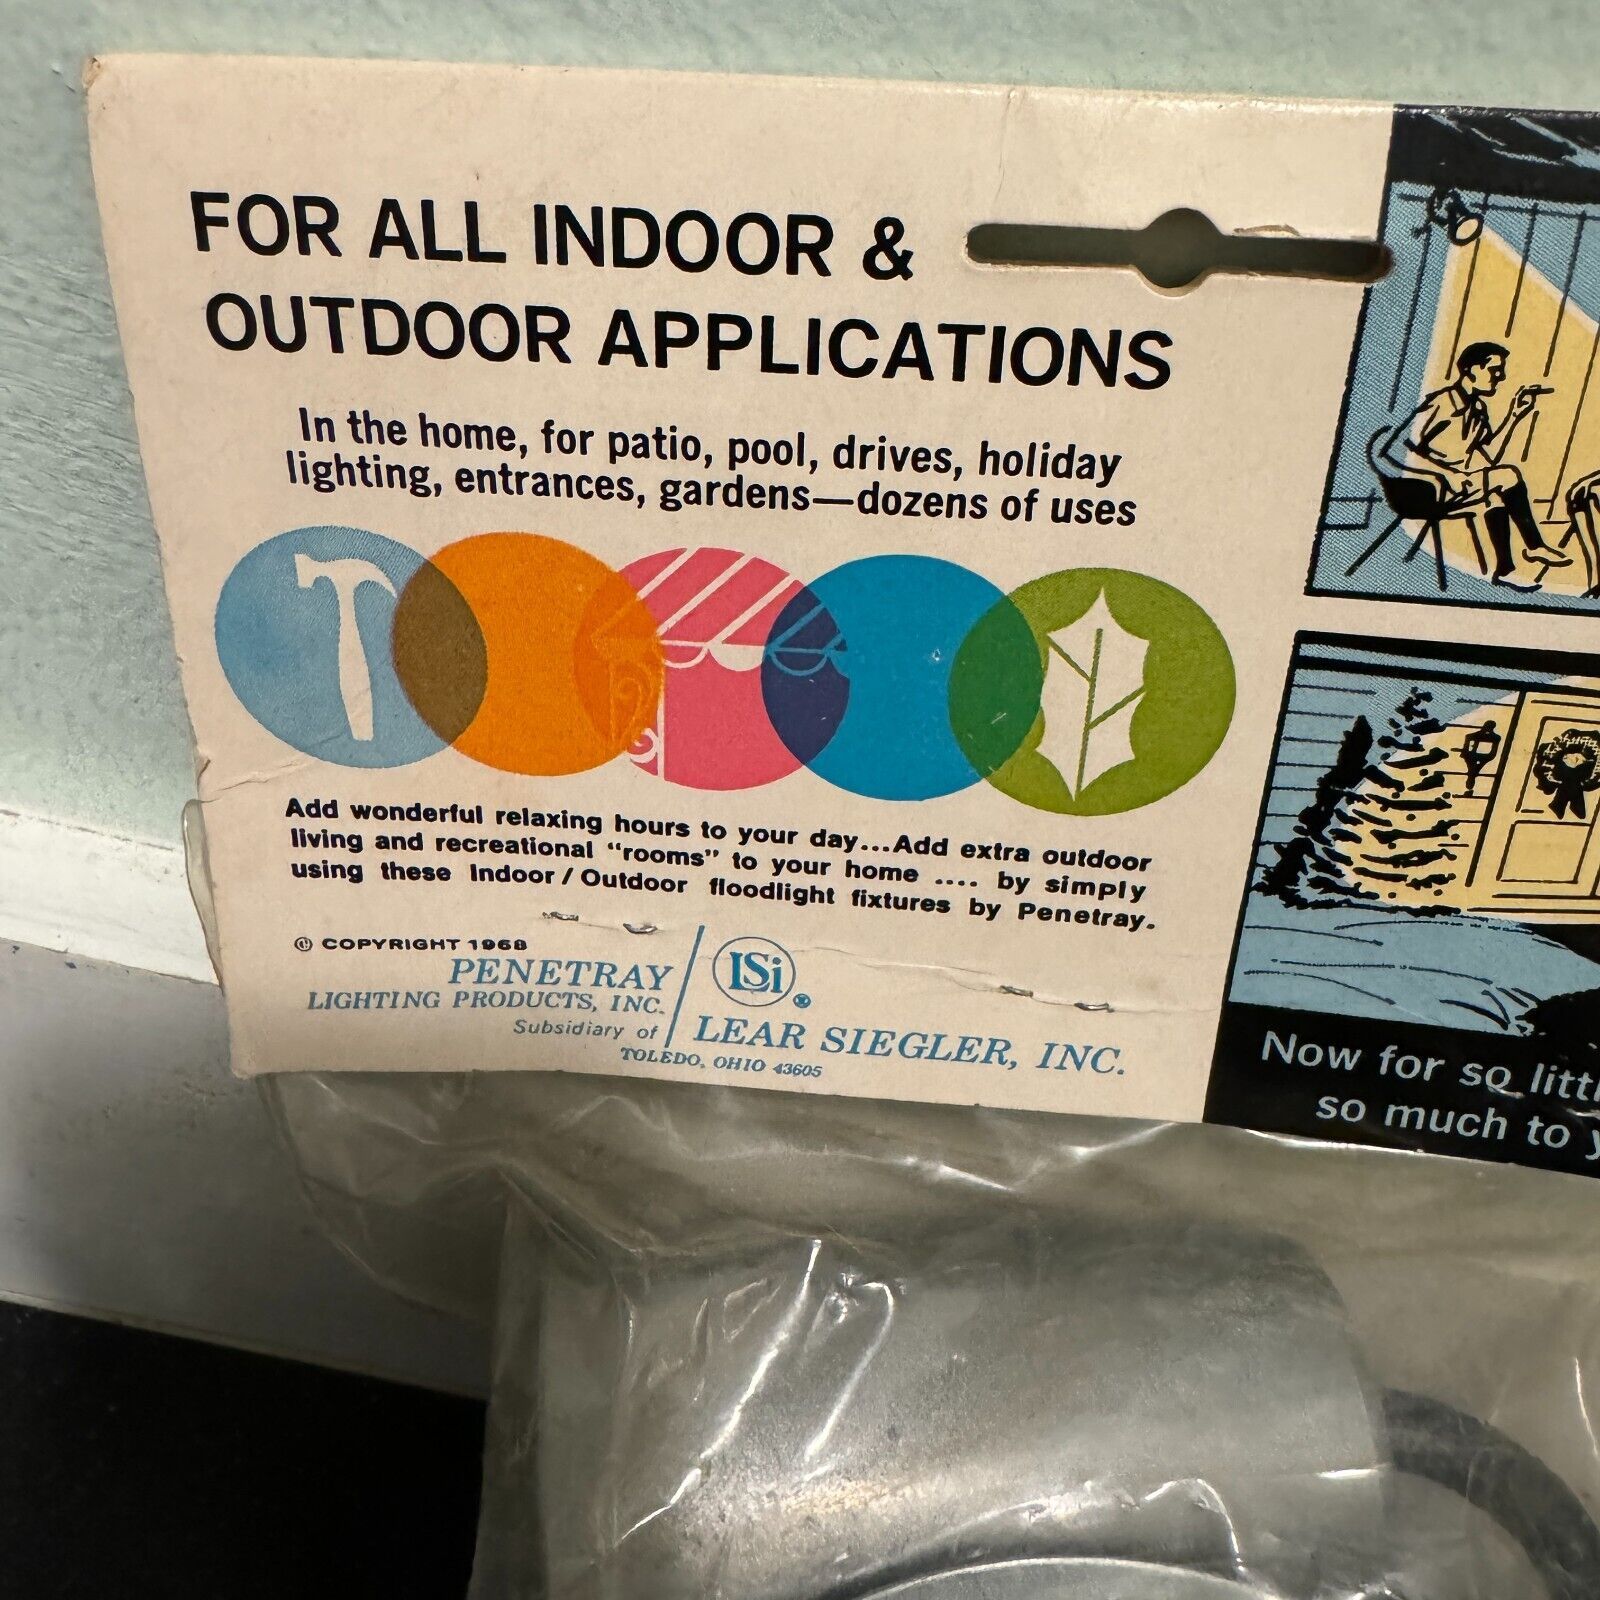 FOR ALL INDOOR &
OUTDOOR APPLICATIONS
In the home, for patio, pool, drives, holiday
lighting, entrances, gardens—dozens of uses
Add wonderful relaxing hours to your day...Add extra outdoor
living and recreational "rooms" to your home .... by simply
using these Indoor / Outdoor floodlight fixtures by Penetray.
© COPYRIGHT 1968
PENETRAY
LIGHTING PRODUCTS, INC.
Subsidiary of
LSi ®
LEAR SIEGLER, INC.
TOLEDO, OHIO 43605
Now for so
so much to